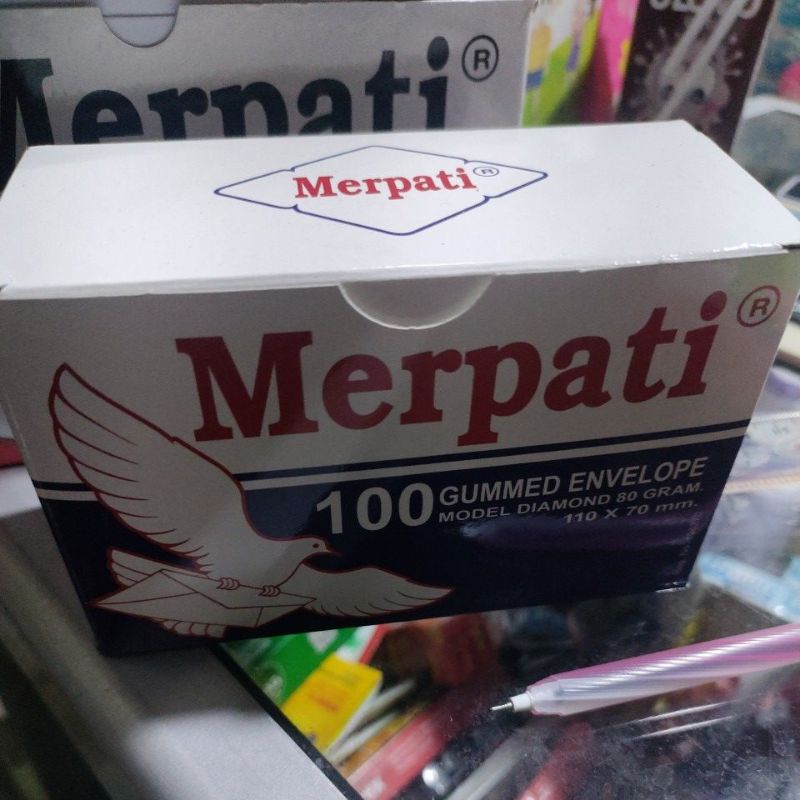 Merpati ®
Merpati ®
Merpati ®
100 GUMMED ENVELOPE
MODEL DIAMOND 80 GRAM.
110 X 70 mm.